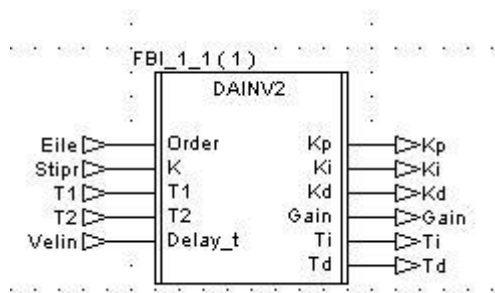 FBI_1_1(1)
DAINV2
Eile Order Kp Kp
Stipr K Ki Ki
T1 T1 Kd Kd
T2 T2 Gain Gain
Velin Delay_t Ti Ti
Td Td